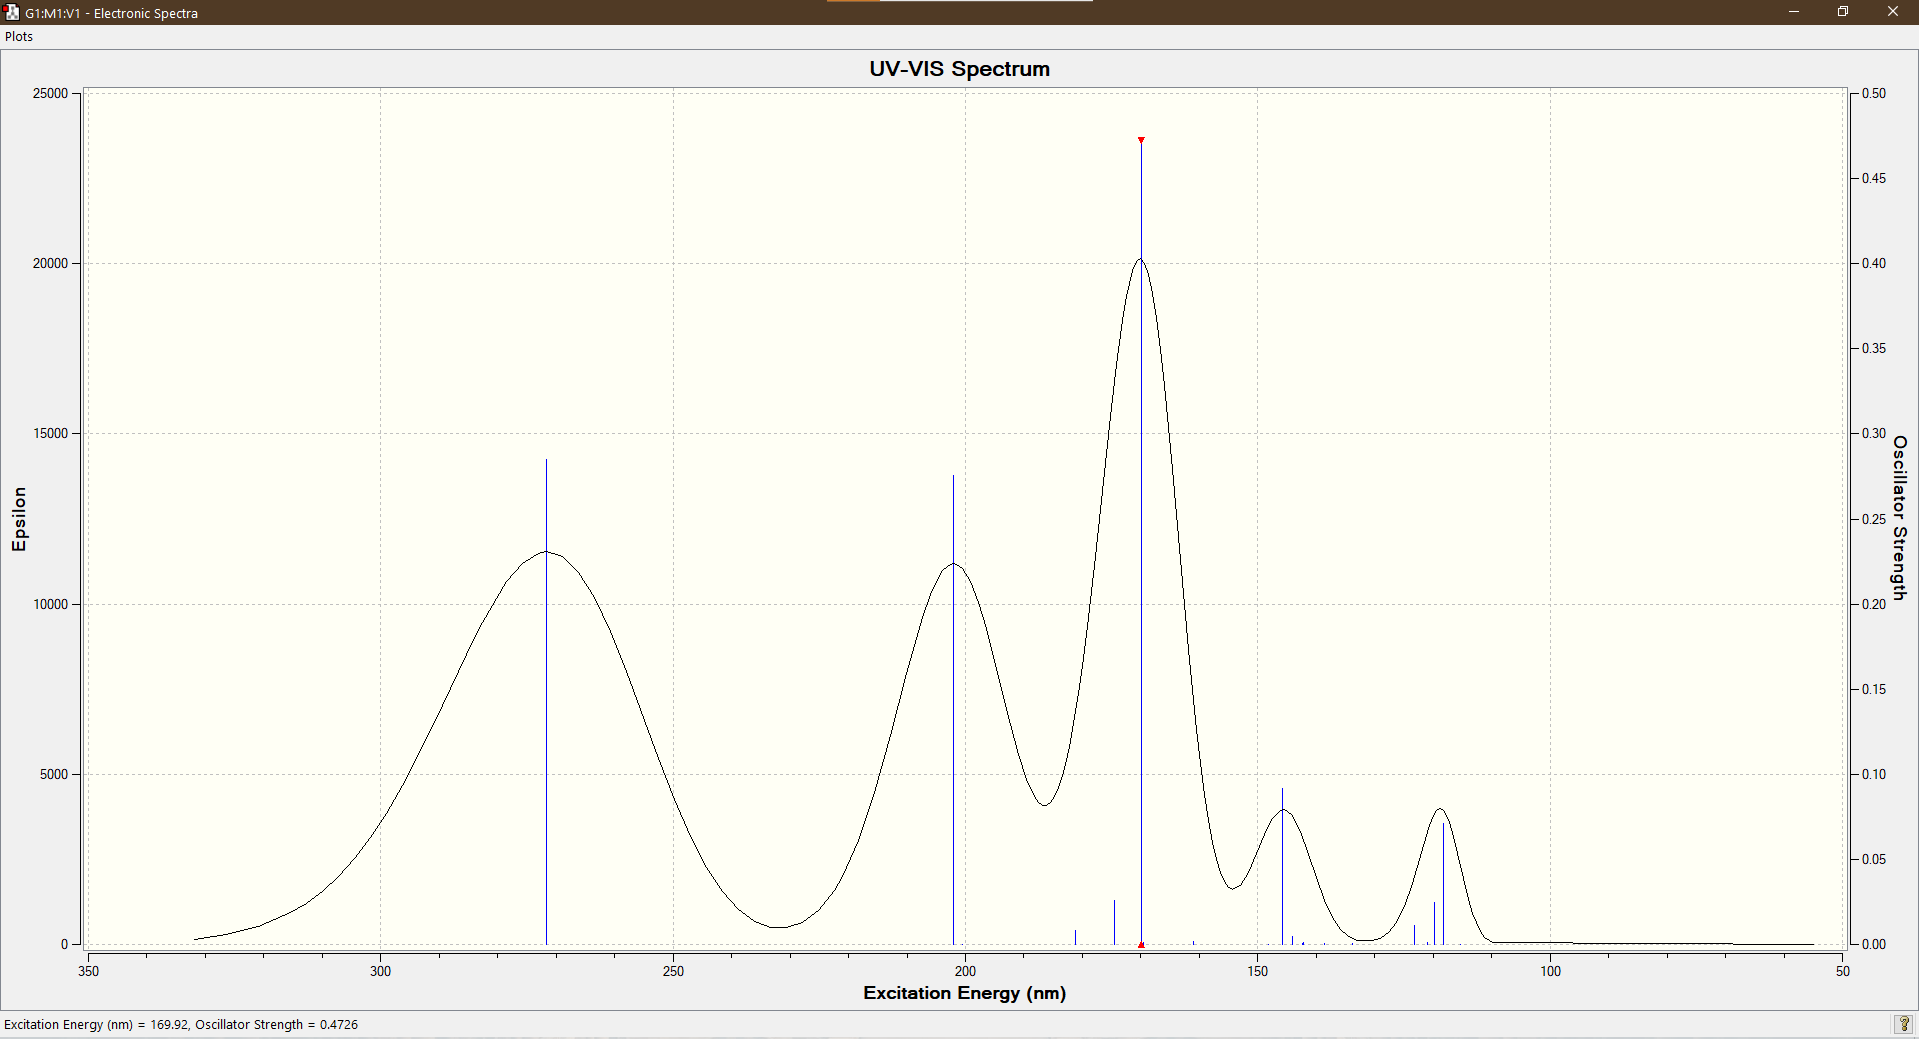 G1:M1:V1 - Electronic Spectra
Plots
UV-VIS Spectrum
25000
20000
15000
10000
5000
0
Epsilon
0.50
0.45
0.40
0.35
0.30
0.25
0.20
0.15
0.10
0.05
0.00
Oscillator Strength
350 300 250 200 150 100 50
Excitation Energy (nm)
Excitation Energy (nm) = 169.92, Oscillator Strength = 0.4726